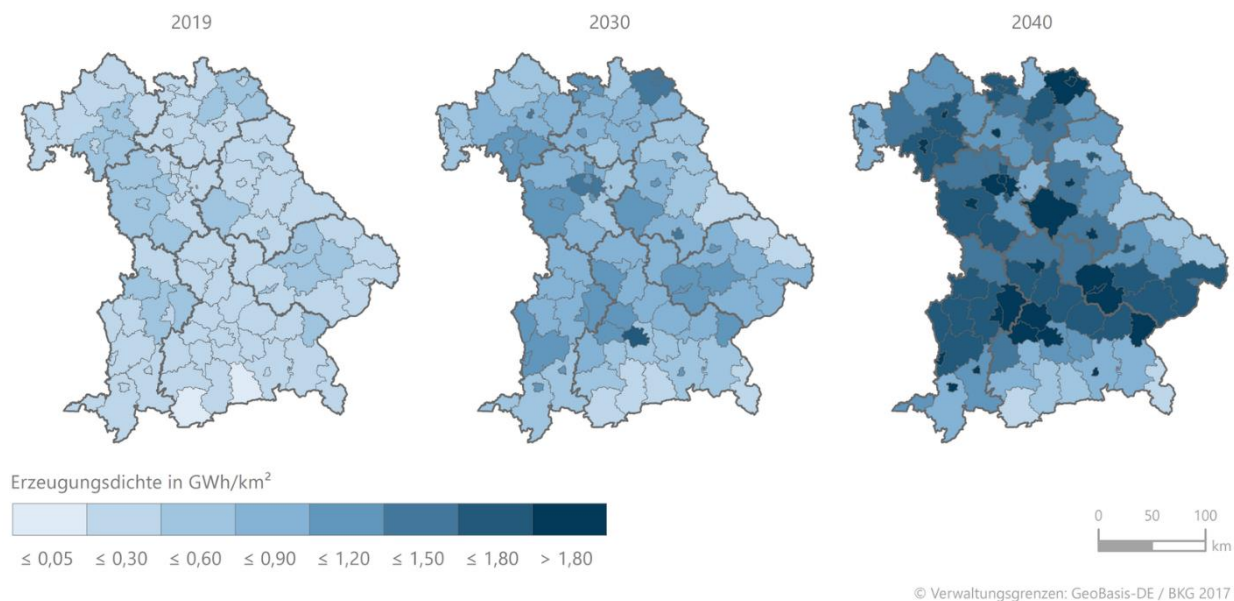 2019 2030 2040
Erzeugungsdichte in GWh/km²
≤ 0,05 ≤ 0,30 ≤ 0,60 ≤ 0,90 ≤ 1,20 ≤ 1,50 ≤ 1,80 > 1,80
0 50 100
km
© Verwaltungsgrenzen: GeoBasis-DE / BKG 2017